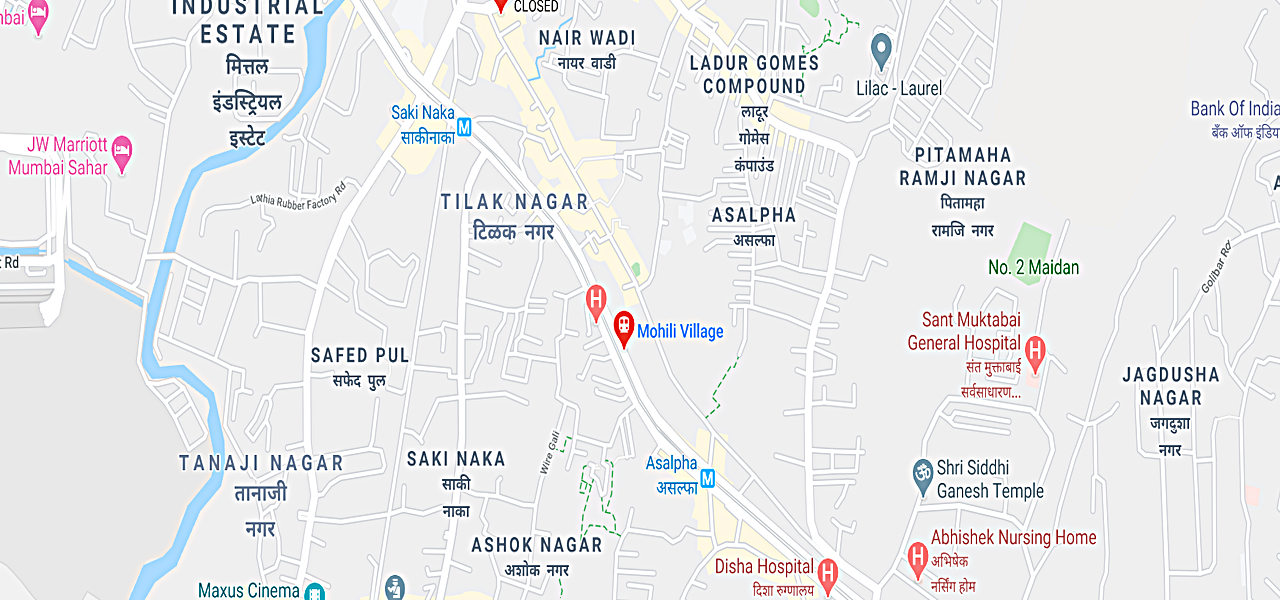 INDUSTRIAL
ESTATE
मित्तल
इंडस्ट्रियल
इस्टेट
CLOSED
NAIR WADI
नायर वाडी
LADUR GOMES
COMPOUND
लादूर
गोमेस
कंपाउंड
Lilac - Laurel
Bank Of India
बँक ऑफ इंडिय
Saki Naka
साकीनाका
M
JW Marriott
Mumbai Sahar
PITAMAHA
RAMJI NAGAR
पितामहा
रामजि नगर
Lathia Rubber Factory Rd
TILAK NAGAR
टिळक नगर
ASALPHA
असल्फा
Rd
No. 2 Maidan
Golibar Rd
H
Mohili Village
Sant Muktabai
General Hospital
संत मुक्ताबाई
सर्वसाधारण...
H
SAFED PUL
सफेद पुल
JAGDUSHA
NAGAR
जगदुशा
नगर
TANAJI NAGAR
तानाजी
नगर
SAKI NAKA
साकी
नाका
Wire Gali
Asalpha
असल्फा
M
Shri Siddhi
Ganesh Temple
ॐ
ASHOK NAGAR
अशोक नगर
Disha Hospital
दिशा रुग्णालय
H
Abhishek Nursing Home
अभिषेक
नर्सिंग होम
H
Maxus Cinema